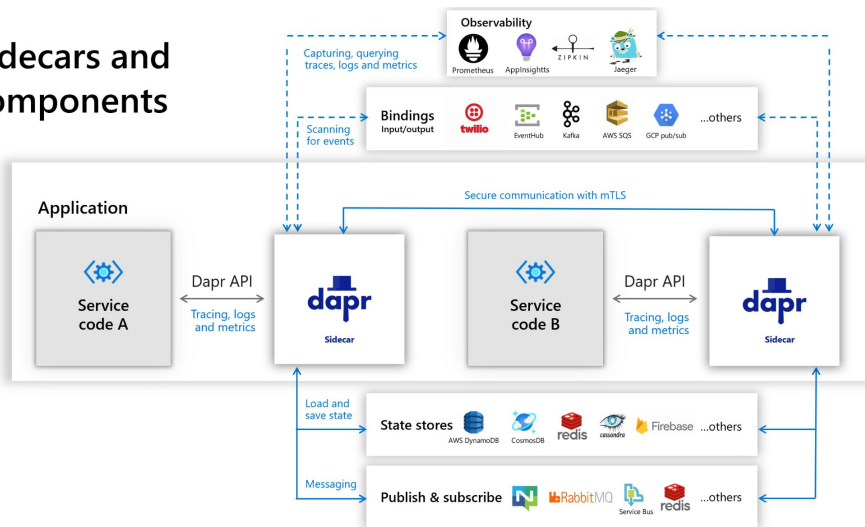 decars and
omponents
Observability
Capturing, querying
traces, logs and metrics
Prometheus
AppInsightts
ZIPKIN
Jaeger
Scanning
for events
Bindings
Input/output
twilio
EventHub
Kafka
AWS SQS
GCP pub/sub
...others
Application
Secure communication with mTLS
Service
code A
Dapr API
Tracing, logs
and metrics
dapr
Sidecar
Service
code B
Dapr API
Tracing, logs
and metrics
dapr
Sidecar
Load and
save state
State stores
AWS DynamoDB
CosmosDB
redis
cassandra
Firebase
...others
Messaging
Publish & subscribe
RabbitMQ
Service Bus
redis
...others